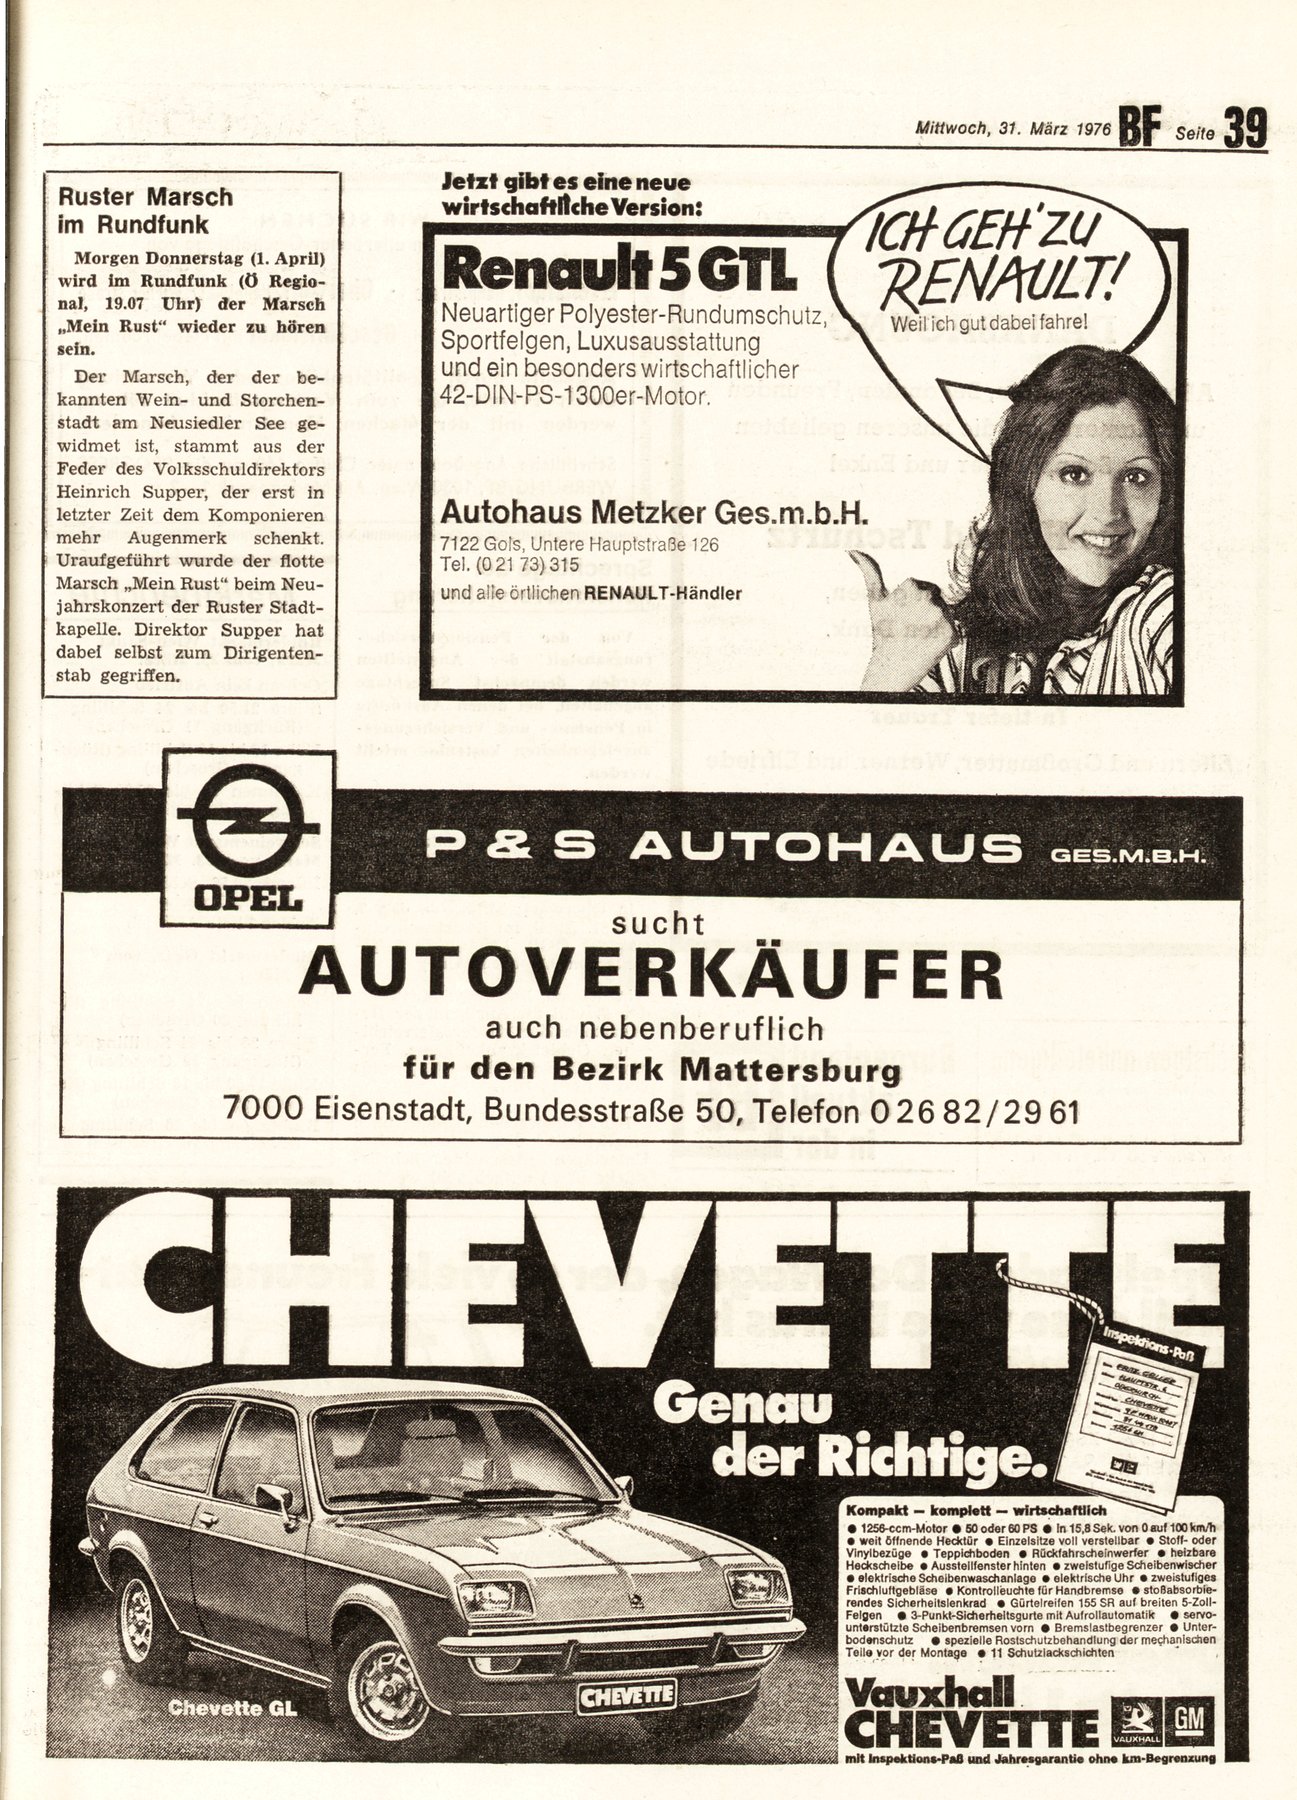 Mittwoch, 31. März 1976 BF Seite 39
Ruster Marsch
im Rundfunk
Morgen Donnerstag (1. April)
wird im Rundfunk (Ö Regio-
nal, 19.07 Uhr) der Marsch
„Mein Rust“ wieder zu hören
sein.
Der Marsch, der der be-
kannten Wein- und Storchen-
stadt am Neusiedler See ge-
widmet ist, stammt aus der
Feder des Volksschuldirektors
Heinrich Supper, der erst in
letzter Zeit dem Komponieren
mehr Augenmerk schenkt.
Uraufgeführt wurde der flotte
Marsch „Mein Rust“ beim Neu-
jahrskonzert der Ruster Stadt-
kapelle. Direktor Supper hat
dabei selbst zum Dirigenten-
stab gegriffen.
Jetzt gibt es eine neue
wirtschaftliche Version:
Renault 5 GTL
Neuartiger Polyester-Rundumschutz,
Sportfelgen, Luxusausstattung
und ein besonders wirtschaftlicher
42-DIN-PS-1300er-Motor.
ICH GEH' ZU
RENAULT!
Weil ich gut dabei fahre!
Autohaus Metzker Ges.m.b.H.
7122 Gols, Untere Hauptstraße 126
Tel. (0 21 73) 315
und alle örtlichen RENAULT-Händler
OPEL
P & S AUTOHAUS GES.M.B.H.
sucht
AUTOVERKÄUFER
auch nebenberuflich
für den Bezirk Mattersburg
7000 Eisenstadt, Bundesstraße 50, Telefon 0 26 82 / 29 61
CHEVETTE
Genau
der Richtige.
Inspektions-Paß
FRITZ GELLER
HAUPTSTR. 6
CHEVETTE
Kompakt — komplett — wirtschaftlich
● 1256-ccm-Motor ● 50 oder 60 PS ● In 15,8 Sek. von 0 auf 100 km/h
● weit öffnende Hecktür ● Einzelsitze voll verstellbar ● Stoff- oder
Vinylbezüge ● Teppichboden ● Rückfahrscheinwerfer ● heizbare
Heckscheibe ● Ausstellfenster hinten ● zweistufige Scheibenwischer
● elektrische Scheibenwaschanlage ● elektrische Uhr ● zweistufiges
Frischluftgebläse ● Kontrolleuchte für Handbremse ● stoßabsorbie-
rendes Sicherheitslenkrad ● Gürtelreifen 155 SR auf breiten 5-Zoll-
Felgen ● 3-Punkt-Sicherheitsgurte mit Aufrollautomatik ● servo-
unterstützte Scheibenbremsen vorn ● Bremslastbegrenzer ● Unter-
bodenschutz ● spezielle Rostschutzbehandlung der mechanischen
Teile vor der Montage ● 11 Schutzlackschichten
CHEVETTE
Chevette GL
Vauxhall
CHEVETTE
VAUXHALL
GM
mit Inspektions-Paß und Jahresgarantie ohne km-Begrenzung